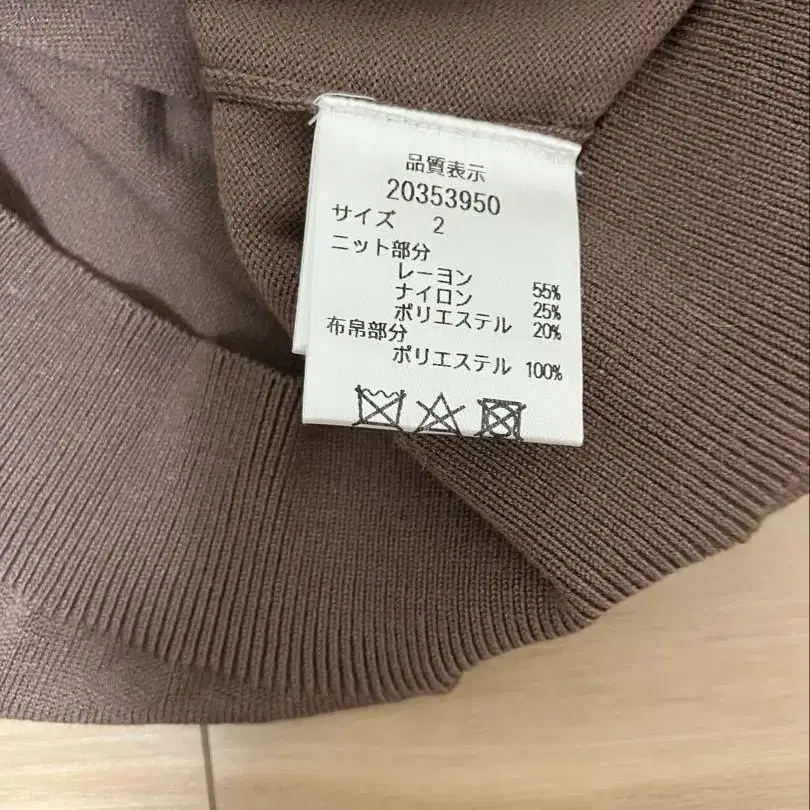 品質表示
20353950
サイズ 2
ニット部分
レーヨン 55%
ナイロン 25%
ポリエステル 20%
布帛部分
ポリエステル 100%